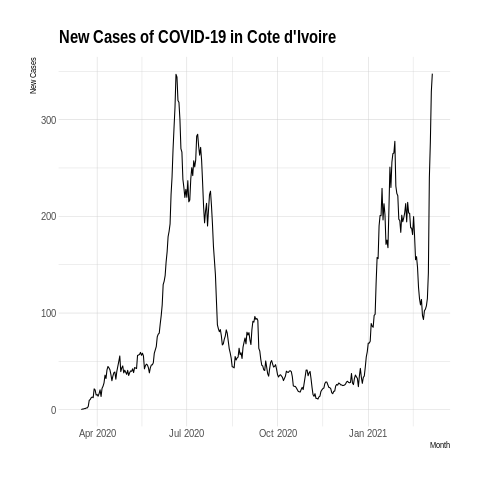 New Cases of COVID-19 in Cote d'Ivoire
New Cases
300
200
100
0
Apr 2020 Jul 2020 Oct 2020 Jan 2021
Month